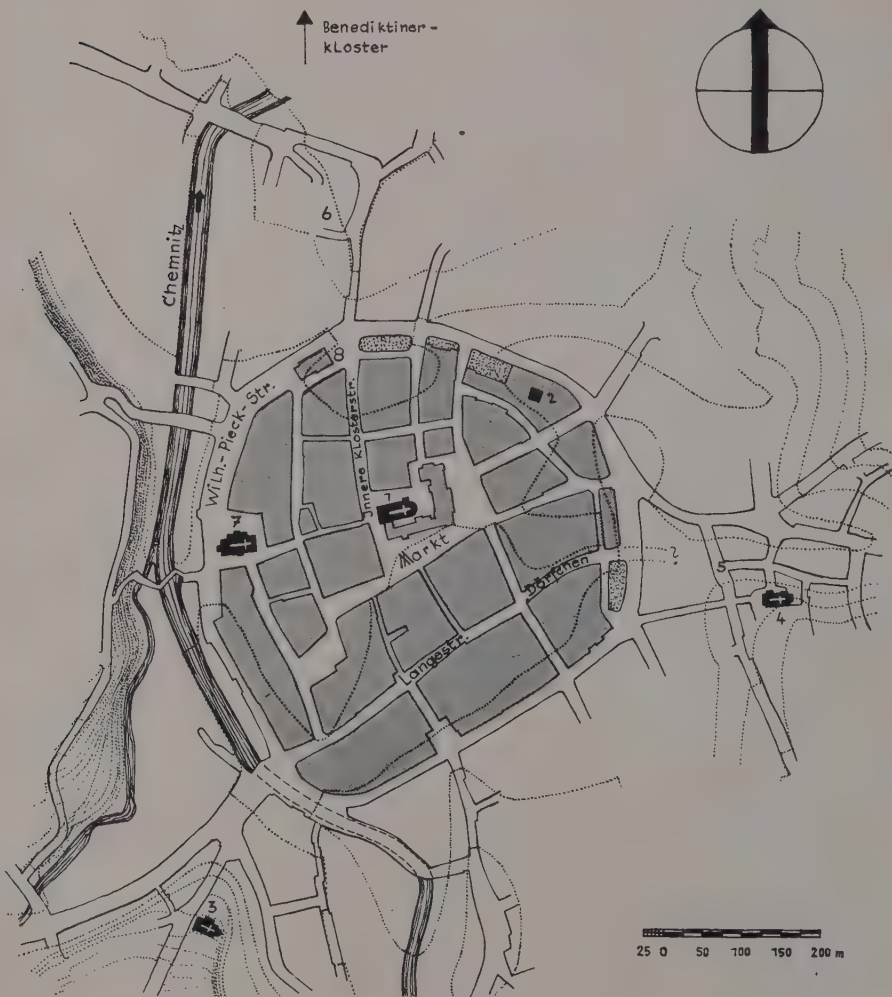 Benediktiner-
kloster
Chemnitz
6
8
Wilh.-Pieck-Str.
Innere Klosterstr.
2
1
7
Markt
Dörfchen
?
5
4
Langestr.
3
25 0 50 100 150 200 m